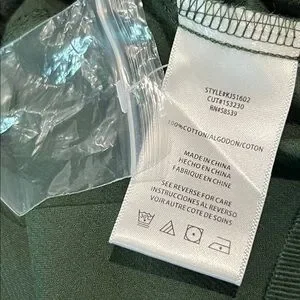 STYLE#KJ51602
CUT#153230
RN#58539
100%COTTON/ALGODON/COTON
MADE IN CHINA
HECHO EN CHINA
FABRIQUE EN CHINE
SEE REVERSE FOR CARE
INSTRUCCIONES AL REVERSO
VOIR AUTRE COTE DE SOINS